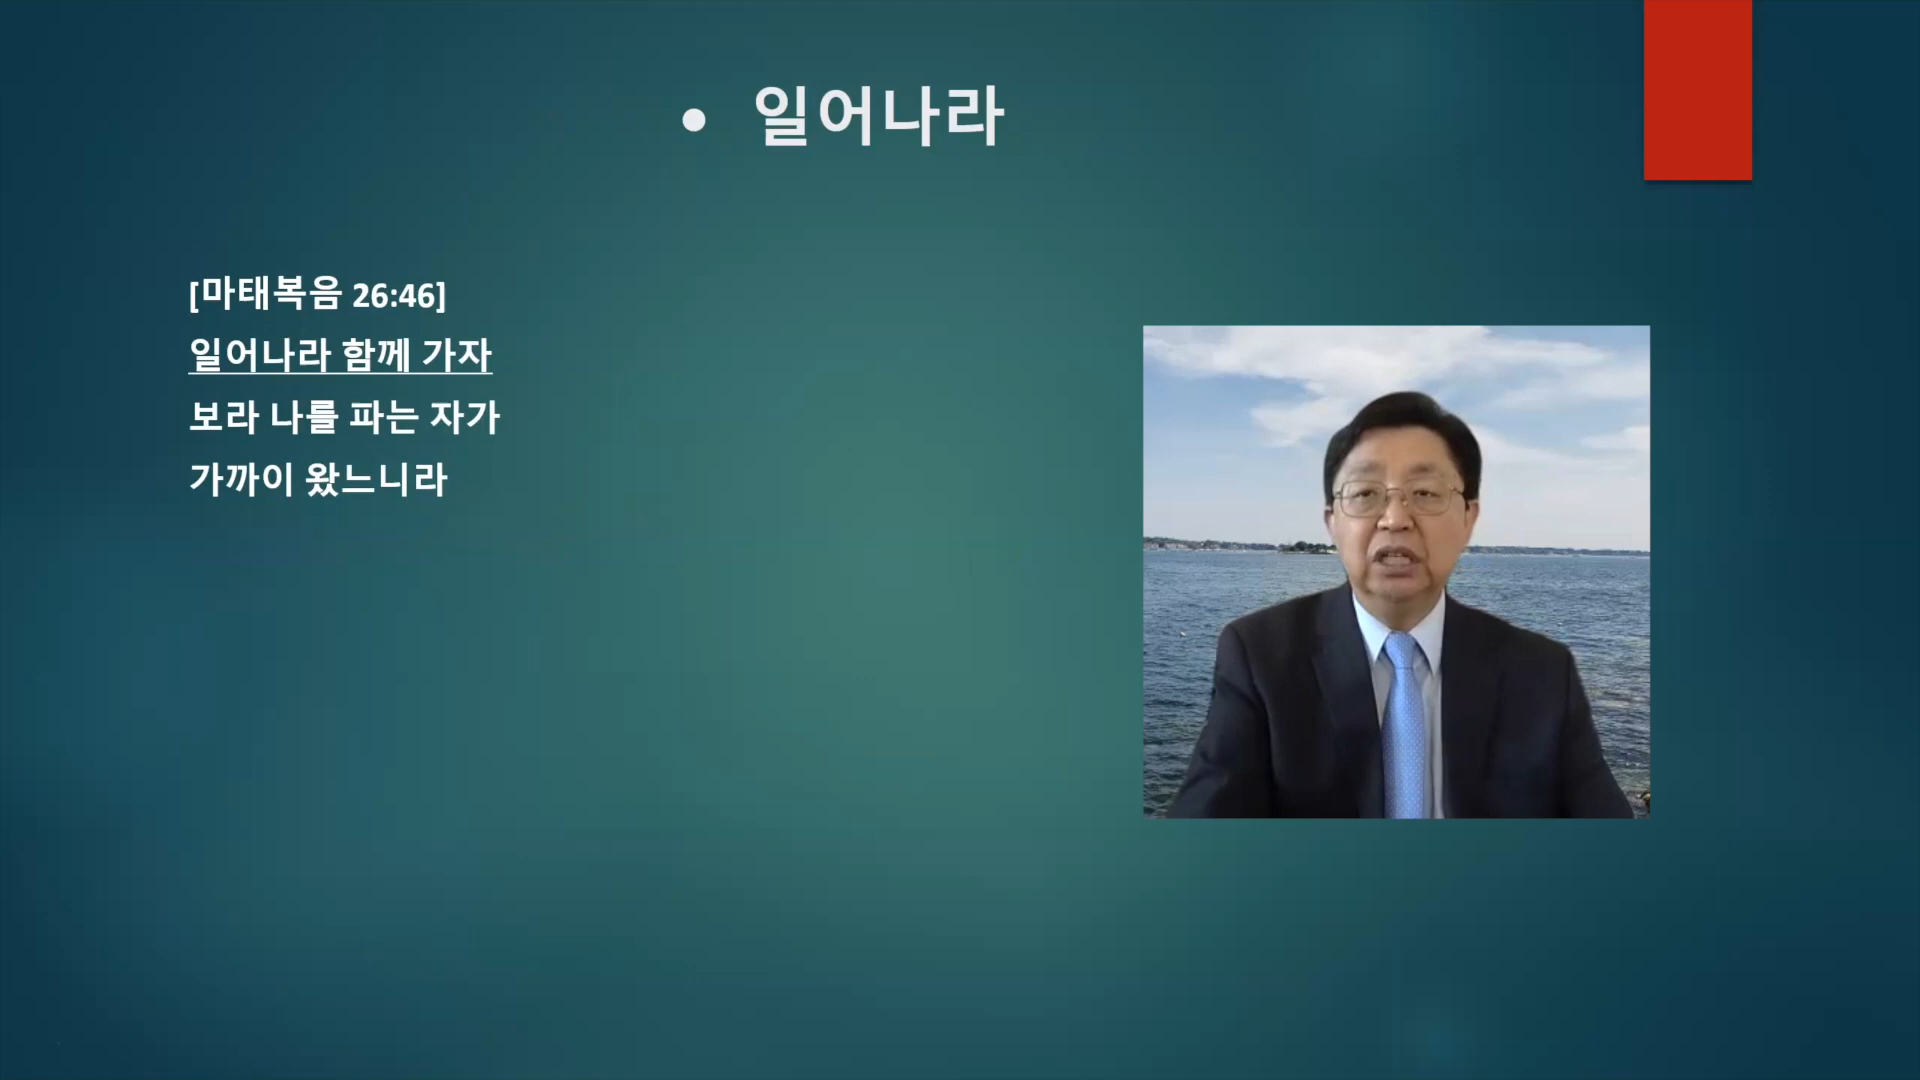 • 일어나라
[마태복음 26:46]
일어나라 함께 가자
보라 나를 파는 자가
가까이 왔느니라